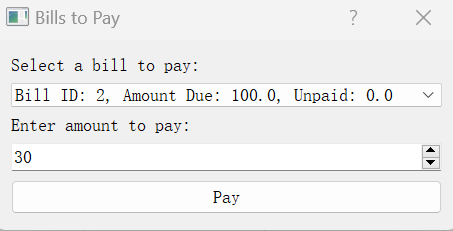 Bills to Pay
Select a bill to pay:
Bill ID: 2, Amount Due: 100.0, Unpaid: 0.0
Enter amount to pay:
30
Pay